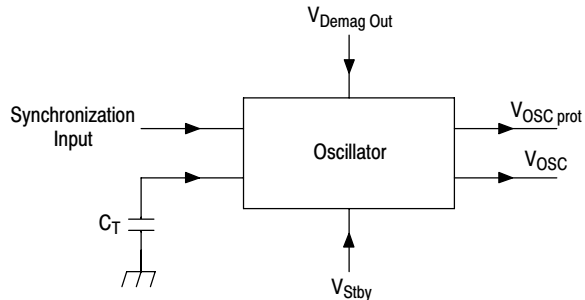 VDemag Out
Synchronization
Input
Oscillator
VOSC prot
VOSC
CT
VStby